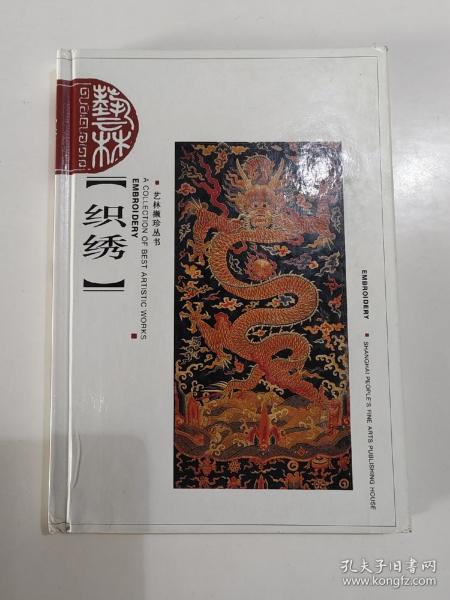 藝林
【织绣】
艺林撷珍丛书
A COLLECTION OF BEST ARTISTIC WORKS
EMBROIDERY
EMBROIDERY ■ SHANGHAI PEOPLE'S FINE ARTS PUBLISHING HOUSE
孔夫子旧书网
www.kongfz.com